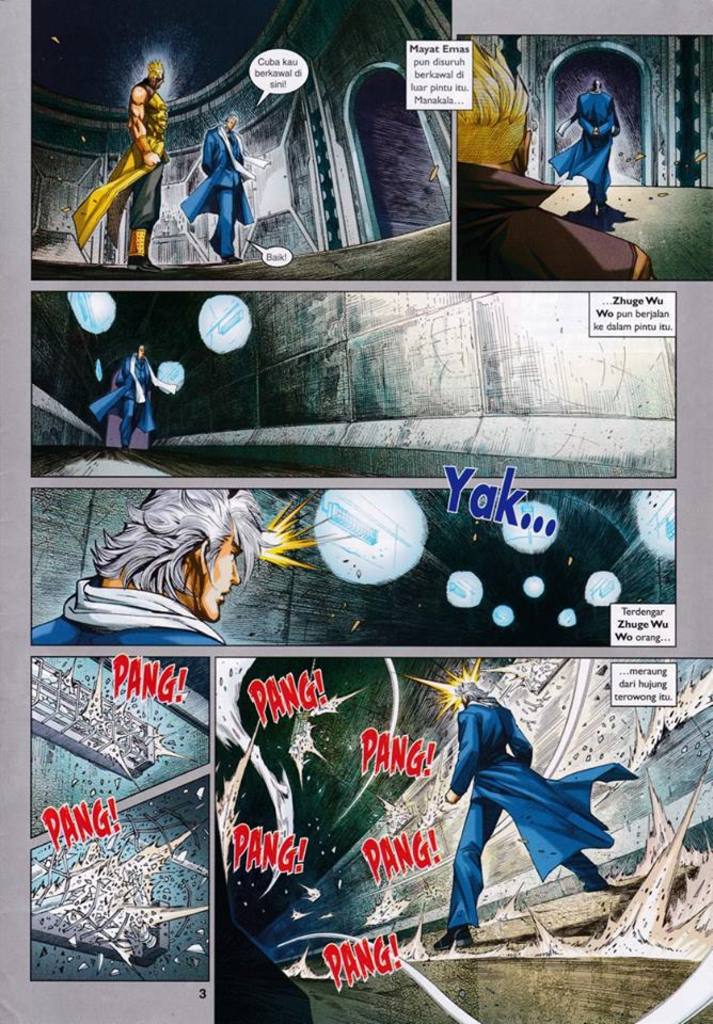 Cuba kau
berkawal di
sini!
Baik!
Mayat Emas
pun disuruh
berkawal di
luar pintu itu.
Manakala...
...Zhuge Wu
Wo pun berjalan
ke dalam pintu itu.
Yak...
Terdengar
Zhuge Wu
Wo orang...
PANG!
PANG!
...meraung
dari hujung
terowong itu.
PANG!
PANG!
PANG!
PANG!
PANG!
3